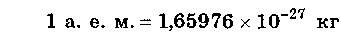 1 а. е. м. = 1,65976 × 10⁻²⁷ кг